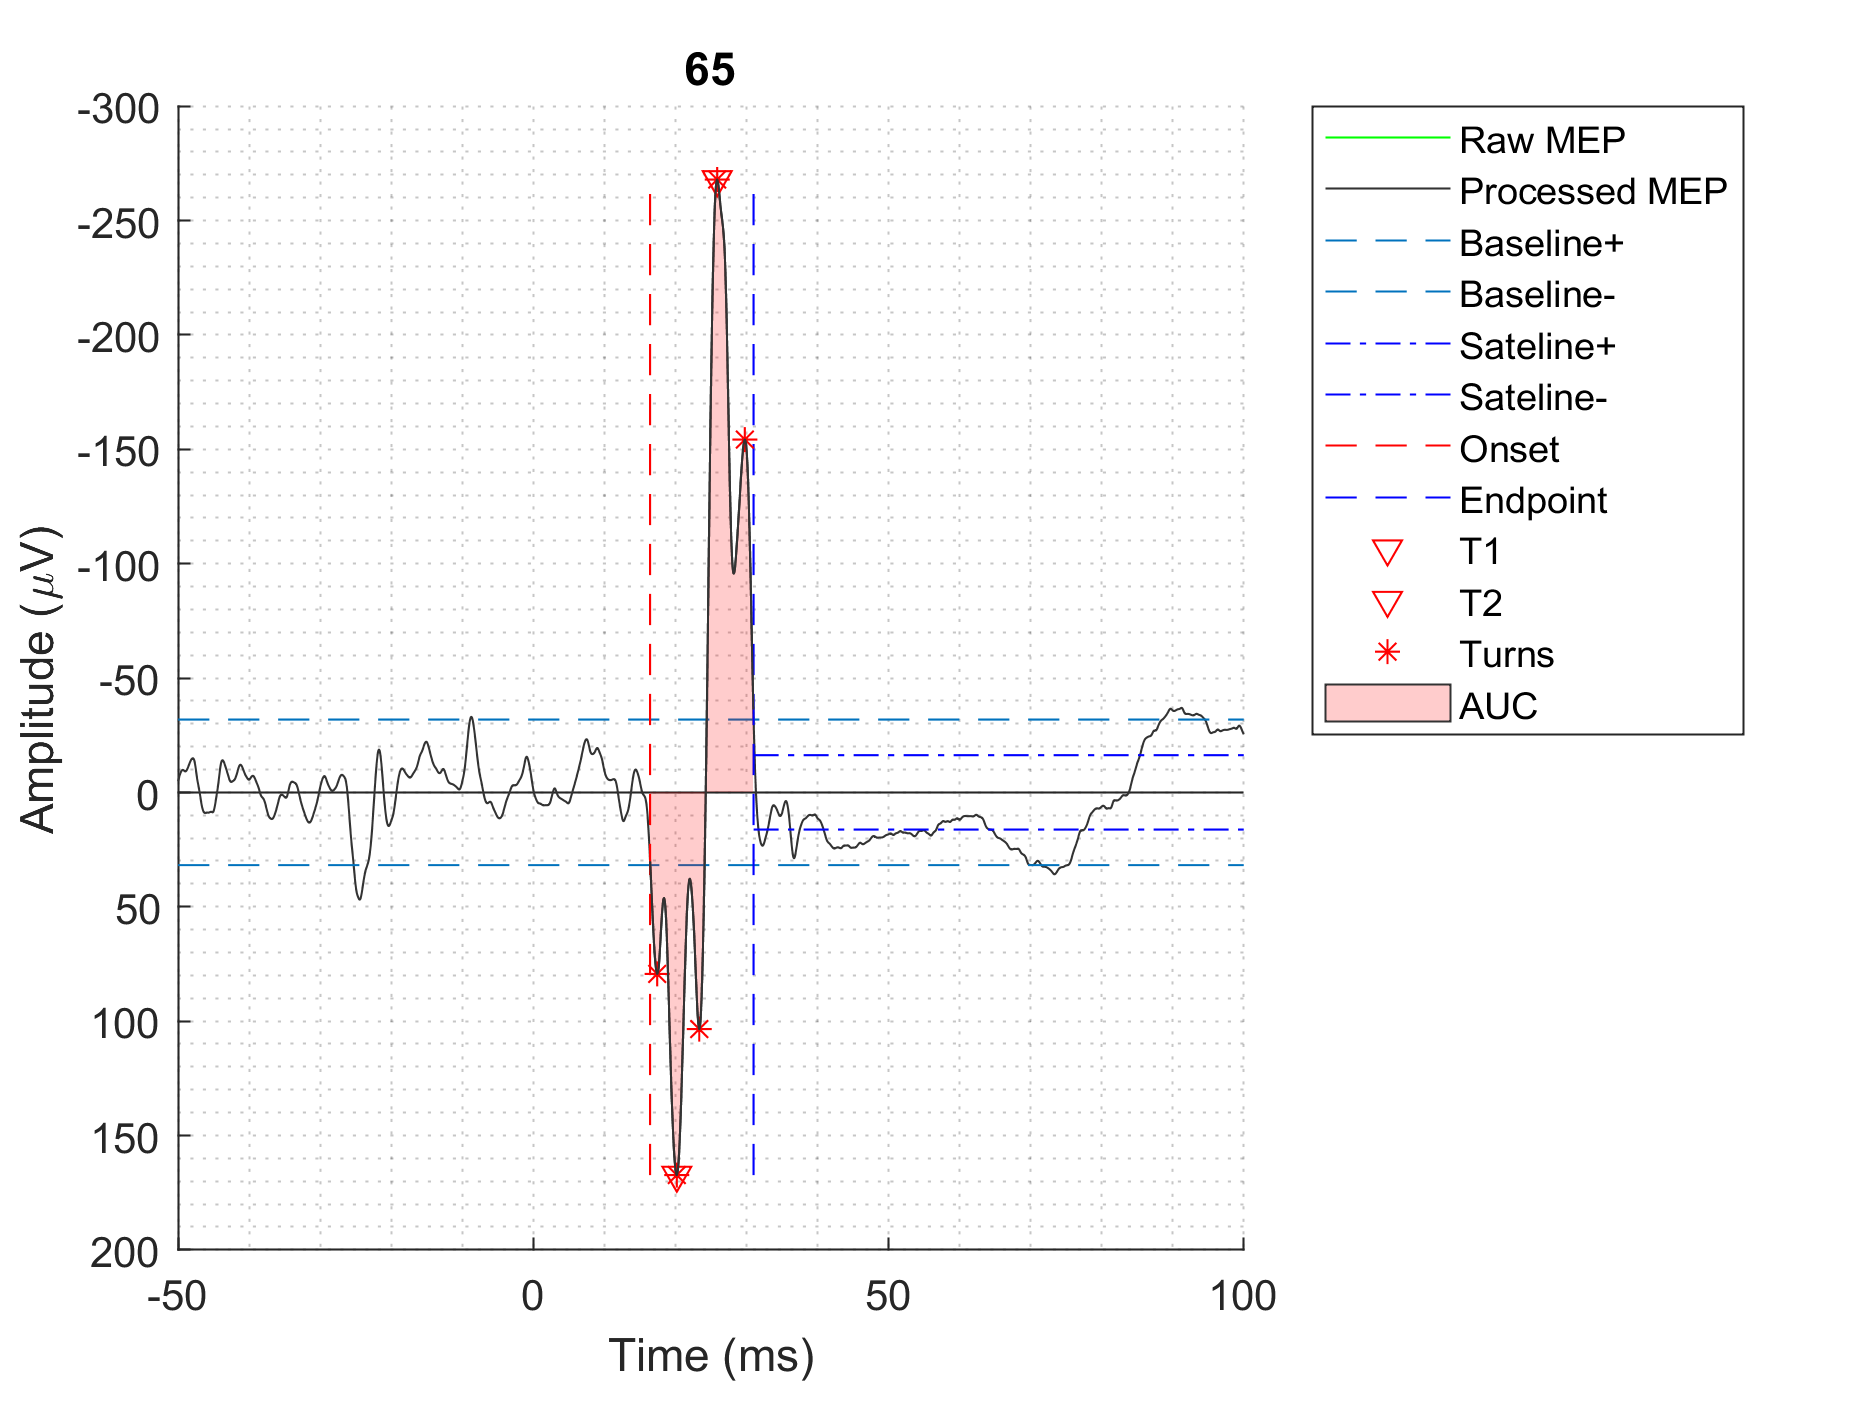 65
-300
-250
-200
-150
-100
-50
0
50
100
150
200
Amplitude (μV)
-50 0 50 100
Time (ms)
Raw MEP
Processed MEP
Baseline+
Baseline-
Sateline+
Sateline-
Onset
Endpoint
T1
T2
Turns
AUC